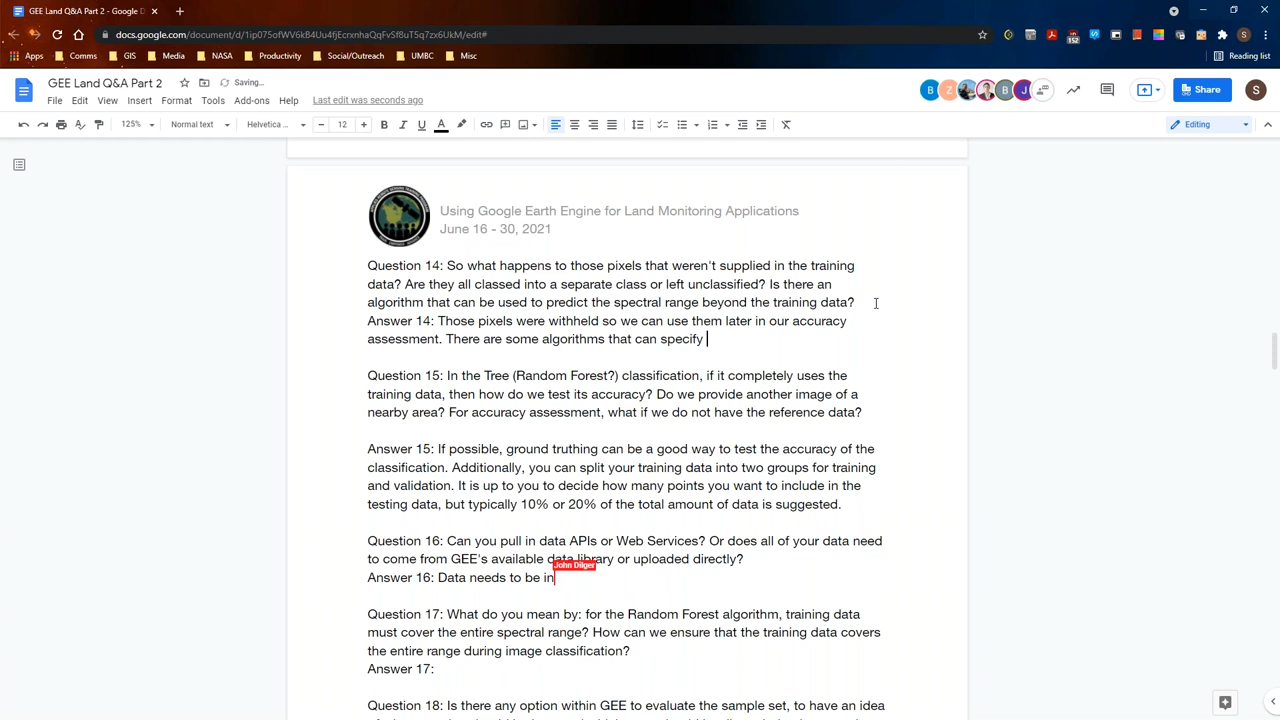 GEE Land Q&A Part 2 - Google D
docs.google.com/document/d/1ip075ofWV6kB4Uu4fjEcrxnhaQqFvSf8uT5q7zx6UkM/edit#
Apps Comms GIS Media NASA Productivity Social/Outreach UMBC Misc Reading list
GEE Land Q&A Part 2 Saving...
File Edit View Insert Format Tools Add-ons Help Last edit was seconds ago
Share
125% Normal text Helvetica ... 12 Editing
Using Google Earth Engine for Land Monitoring Applications
June 16 - 30, 2021
Question 14: So what happens to those pixels that weren't supplied in the training
data? Are they all classed into a separate class or left unclassified? Is there an
algorithm that can be used to predict the spectral range beyond the training data?
Answer 14: Those pixels were withheld so we can use them later in our accuracy
assessment. There are some algorithms that can specify
Question 15: In the Tree (Random Forest?) classification, if it completely uses the
training data, then how do we test its accuracy? Do we provide another image of a
nearby area? For accuracy assessment, what if we do not have the reference data?
Answer 15: If possible, ground truthing can be a good way to test the accuracy of the
classification. Additionally, you can split your training data into two groups for training
and validation. It is up to you to decide how many points you want to include in the
testing data, but typically 10% or 20% of the total amount of data is suggested.
Question 16: Can you pull in data APIs or Web Services? Or does all of your data need
to come from GEE's available data library or uploaded directly?
John Dilger
Answer 16: Data needs to be in
Question 17: What do you mean by: for the Random Forest algorithm, training data
must cover the entire spectral range? How can we ensure that the training data covers
the entire range during image classification?
Answer 17:
Question 18: Is there any option within GEE to evaluate the sample set, to have an idea